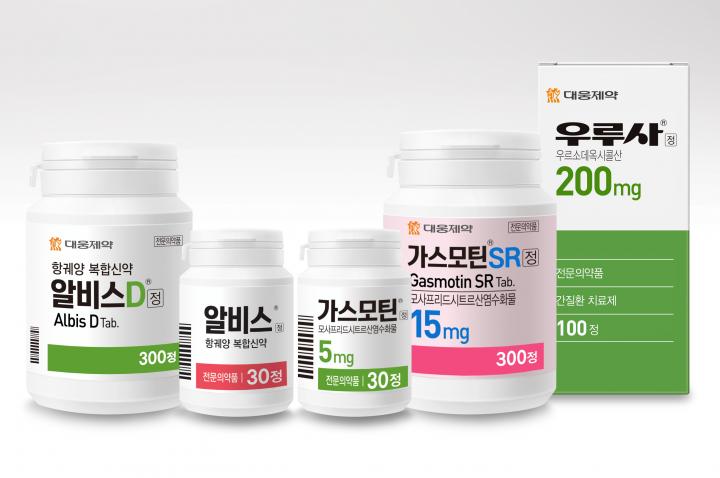 대웅제약
전문의약품
항궤양 복합신약
알비스D® 정
Albis D Tab.
300정
알비스® 정
항궤양 복합신약
전문의약품 | 30정
가스모틴® 정
모사프리드시트르산염수화물
5mg
전문의약품 | 30정
대웅제약
전문의약품
가스모틴®SR 정
Gasmotin SR Tab.
모사프리드시트르산염수화물
15mg
300정
대웅제약
우루사® 정
우르소데옥시콜산
200mg
전문의약품
간질환 치료제
100정